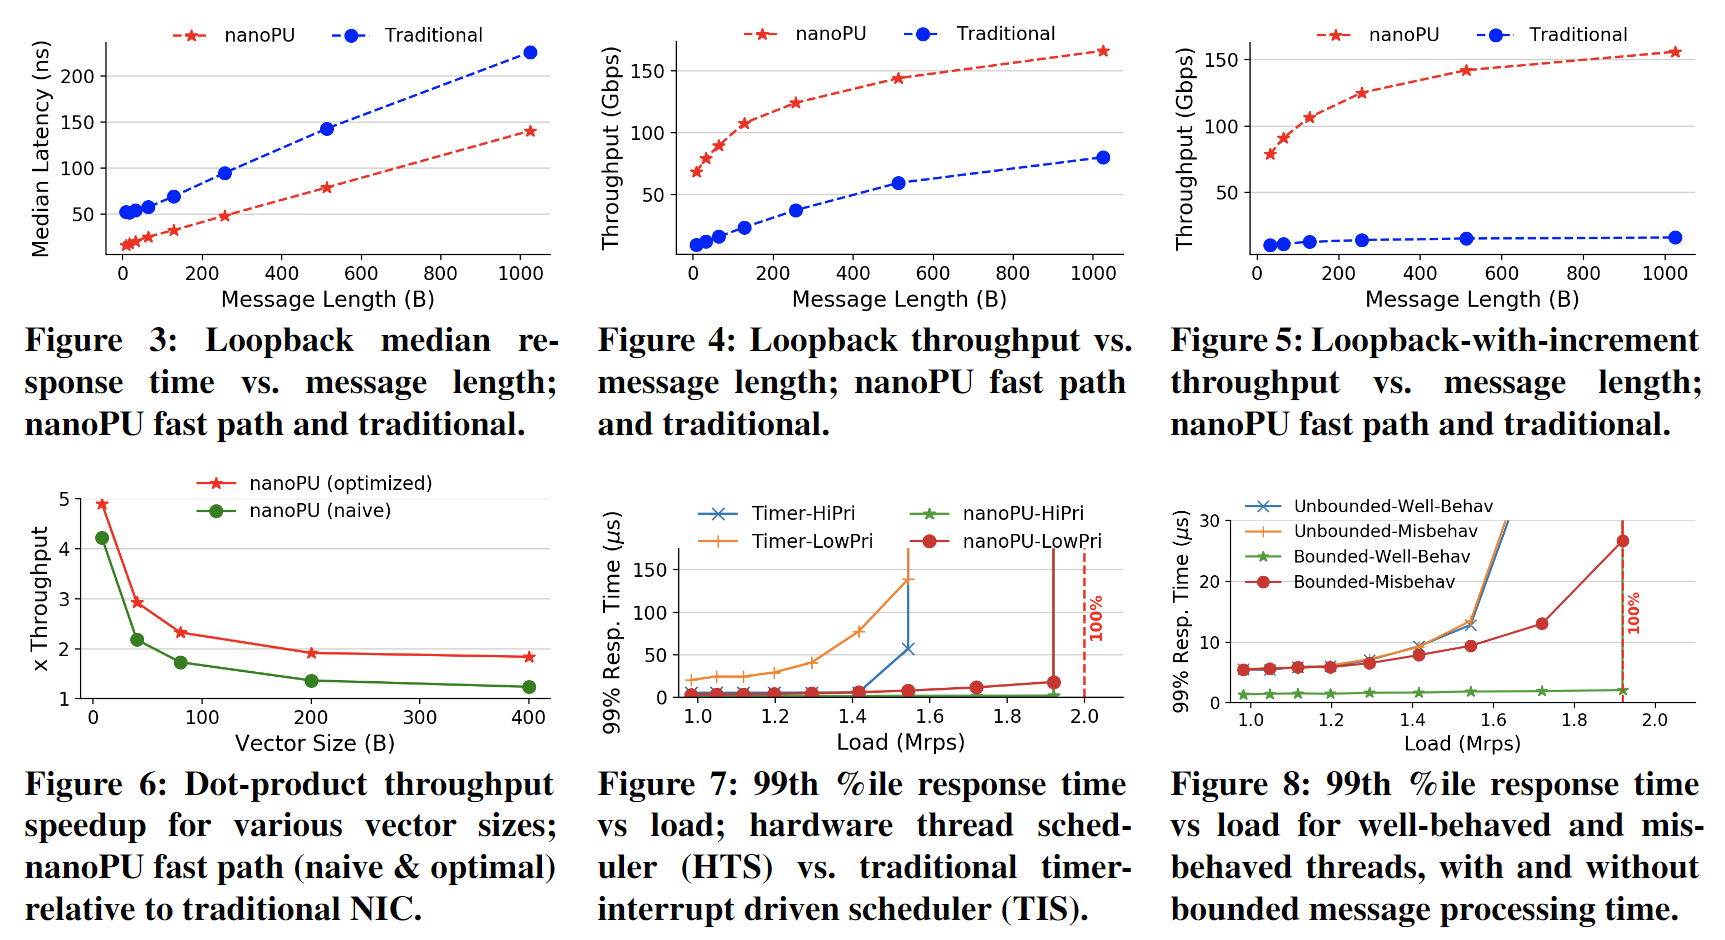 nanoPU Traditional
Median Latency (ns)
200
150
100
50
0 200 400 600 800 1000
Message Length (B)
Figure 3: Loopback median re-
sponse time vs. message length;
nanoPU fast path and traditional.
nanoPU Traditional
Throughput (Gbps)
150
100
50
0 200 400 600 800 1000
Message Length (B)
Figure 4: Loopback throughput vs.
message length; nanoPU fast path
and traditional.
nanoPU Traditional
Throughput (Gbps)
150
100
50
0 200 400 600 800 1000
Message Length (B)
Figure 5: Loopback-with-increment
throughput vs. message length;
nanoPU fast path and traditional.
nanoPU (optimized)
nanoPU (naive)
x Throughput
5
4
3
2
1
0 100 200 300 400
Vector Size (B)
Figure 6: Dot-product throughput
speedup for various vector sizes;
nanoPU fast path (naive & optimal)
relative to traditional NIC.
Timer-HiPri nanoPU-HiPri
Timer-LowPri nanoPU-LowPri
99% Resp. Time (μs)
150
100
50
0
100%
1.0 1.2 1.4 1.6 1.8 2.0
Load (Mrps)
Figure 7: 99th %ile response time
vs load; hardware thread sched-
uler (HTS) vs. traditional timer-
interrupt driven scheduler (TIS).
Unbounded-Well-Behav
Unbounded-Misbehav
Bounded-Well-Behav
Bounded-Misbehav
99% Resp. Time (μs)
30
20
10
0
100%
1.0 1.2 1.4 1.6 1.8 2.0
Load (Mrps)
Figure 8: 99th %ile response time
vs load for well-behaved and mis-
behaved threads, with and without
bounded message processing time.